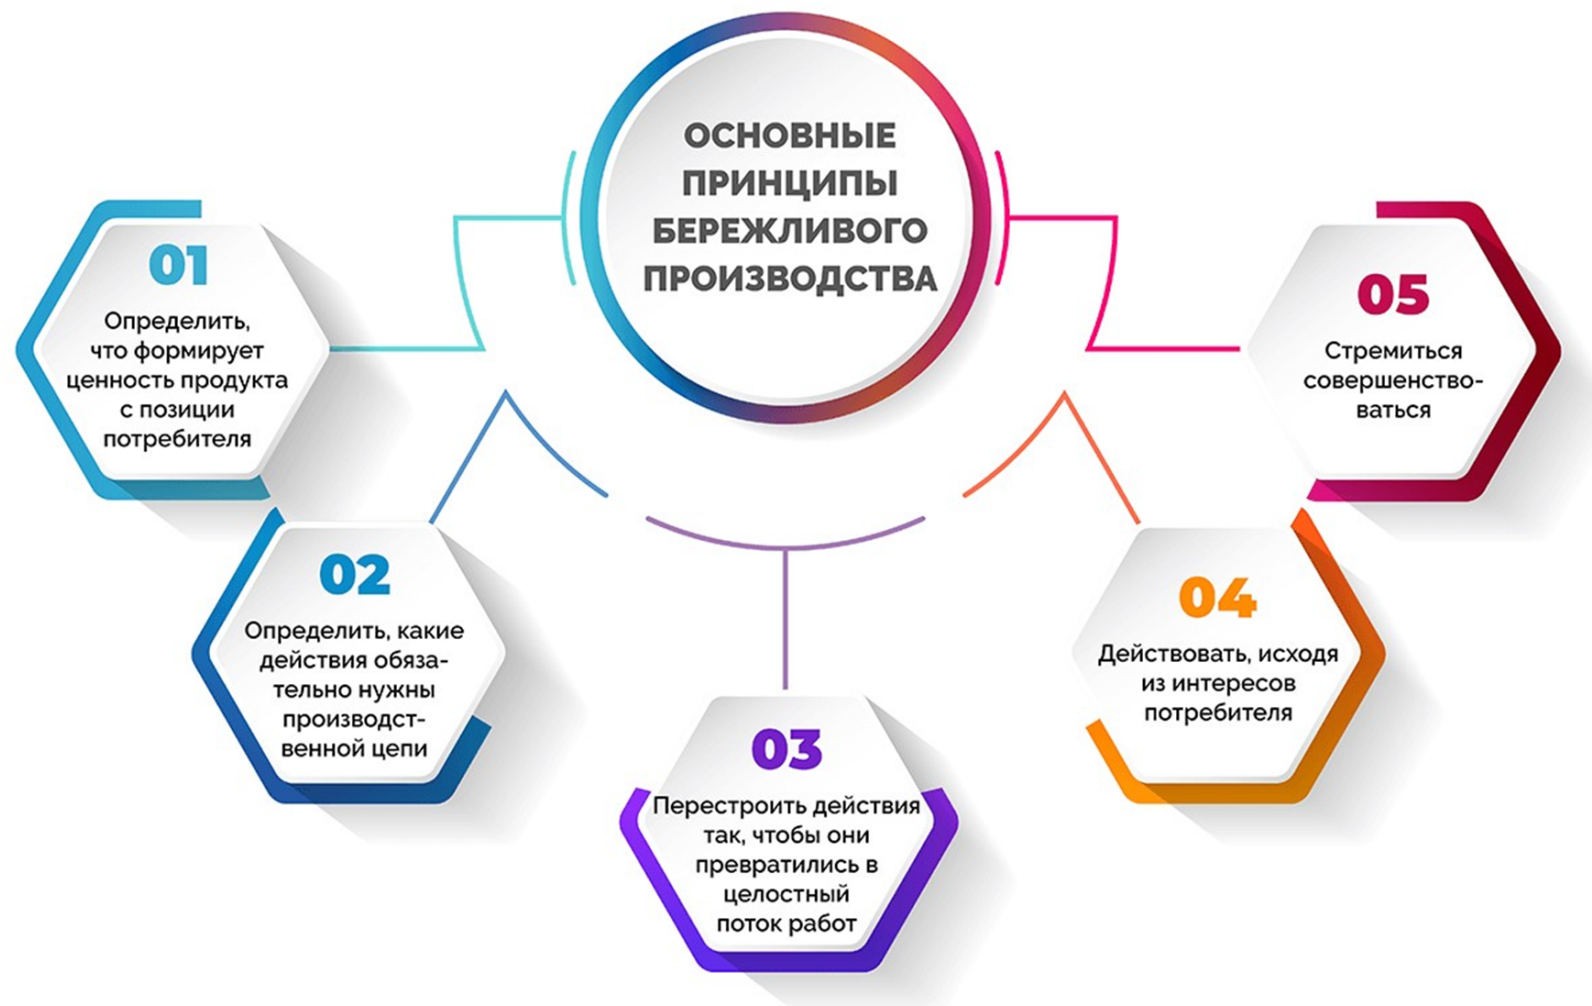 ОСНОВНЫЕ
ПРИНЦИПЫ
БЕРЕЖЛИВОГО
ПРОИЗВОДСТВА
01
Определить,
что формирует
ценность продукта
с позиции
потребителя
02
Определить, какие
действия обяза-
тельно нужны
производст-
венной цепи
03
Перестроить действия
так, чтобы они
превратились в
целостный
поток работ
04
Действовать, исходя
из интересов
потребителя
05
Стремиться
совершенство-
ваться